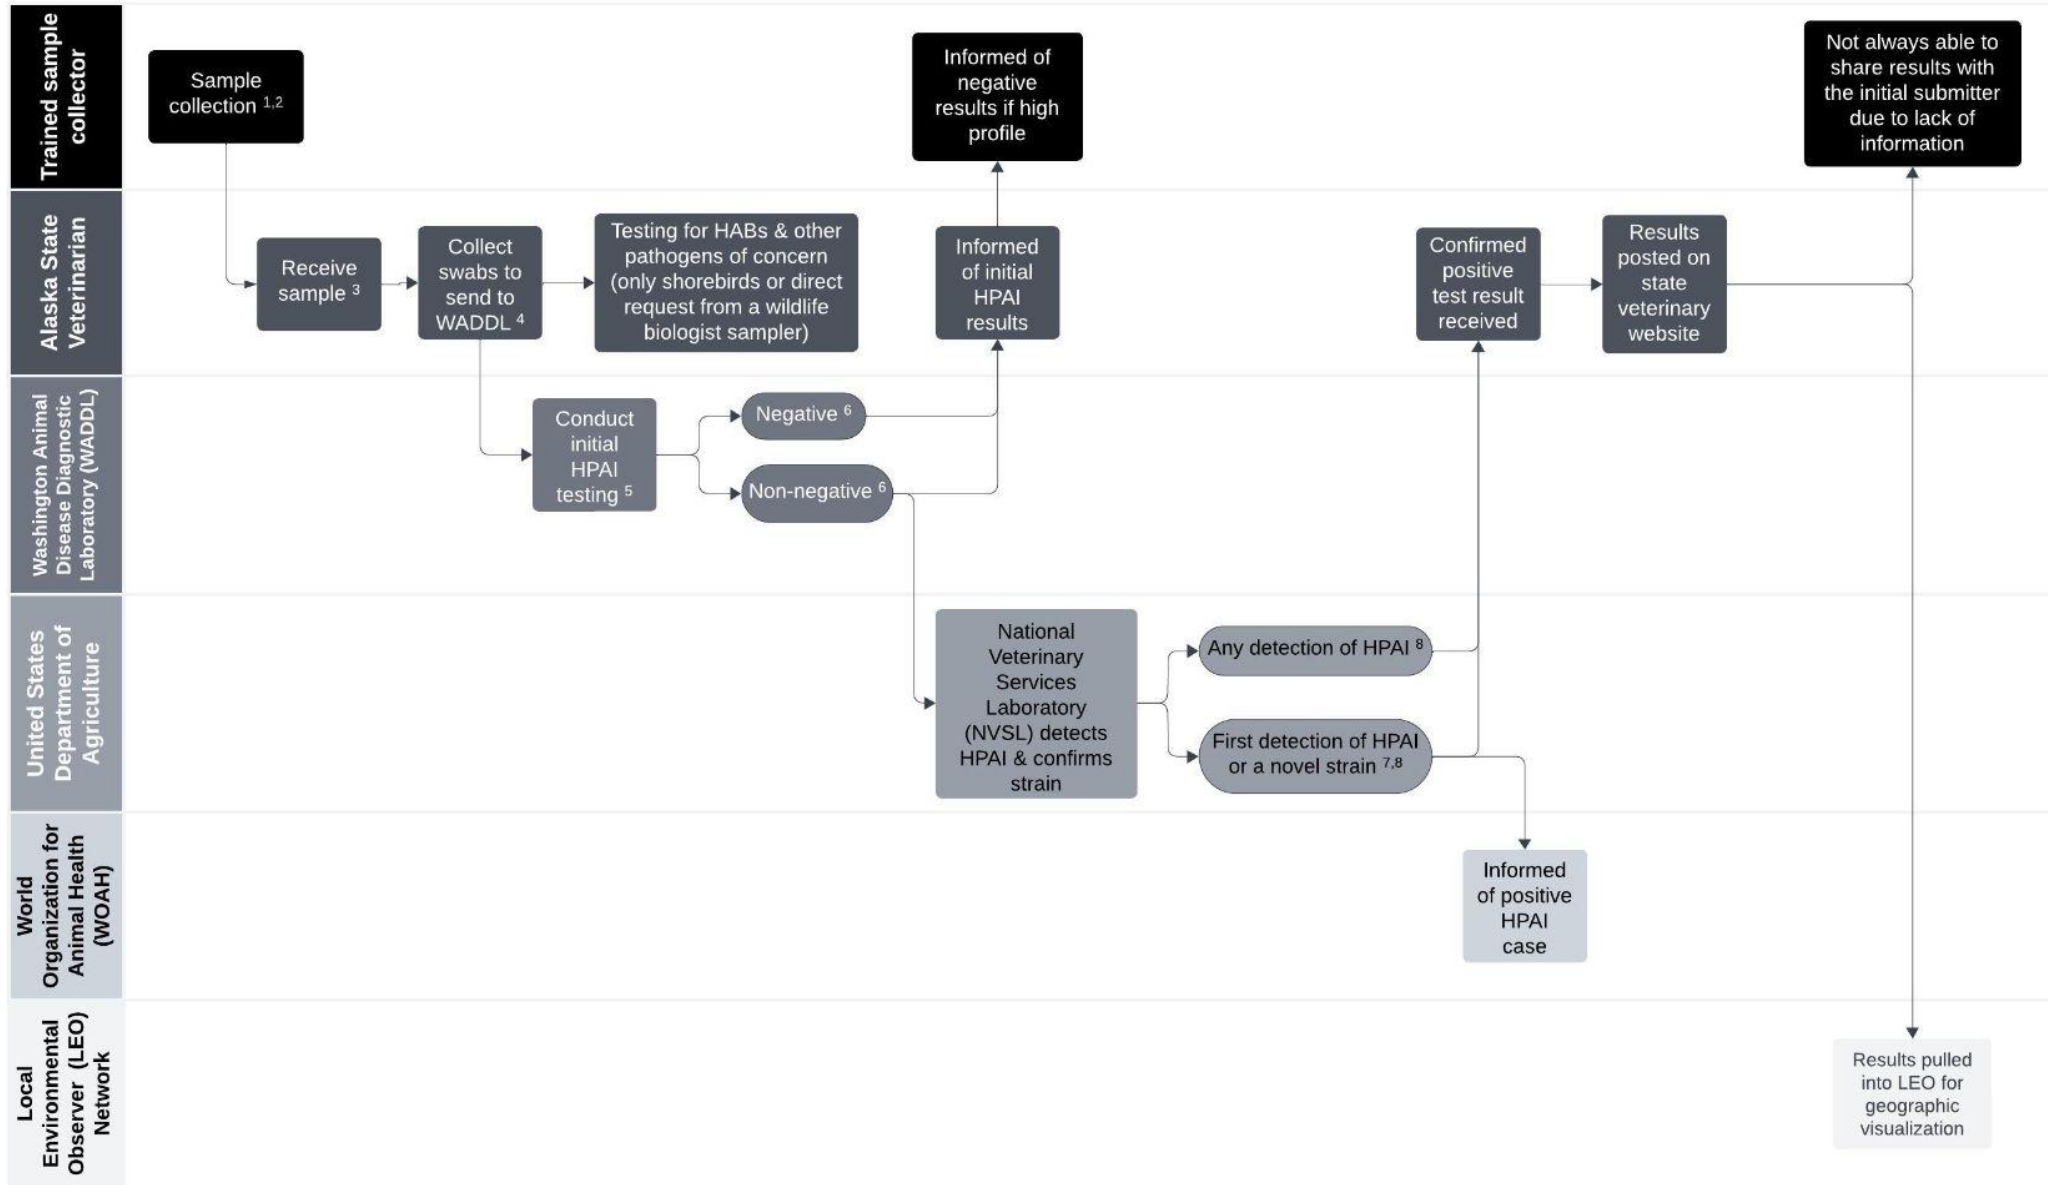 Trained sample
collector
Sample
collection 1,2
Informed of
negative
results if high
profile
Not always able to
share results with
the initial submitter
due to lack of
information
Alaska State
Veterinarian
Receive
sample 3
Collect
swabs to
send to
WADDL 4
Testing for HABs & other
pathogens of concern
(only shorebirds or direct
request from a wildlife
biologist sampler)
Informed
of initial
HPAI
results
Confirmed
positive
test result
received
Results
posted on
state
veterinary
website
Washington Animal
Disease Diagnostic
Laboratory (WADDL)
Conduct
initial
HPAI
testing 5
Negative 6
Non-negative 6
United States
Department of
Agriculture
National
Veterinary
Services
Laboratory
(NVSL) detects
HPAI & confirms
strain
Any detection of HPAI 8
First detection of HPAI
or a novel strain 7,8
World
Organization for
Animal Health
(WOAH)
Informed
of positive
HPAI
case
Local
Environmental
Observer (LEO)
Network
Results pulled
into LEO for
geographic
visualization